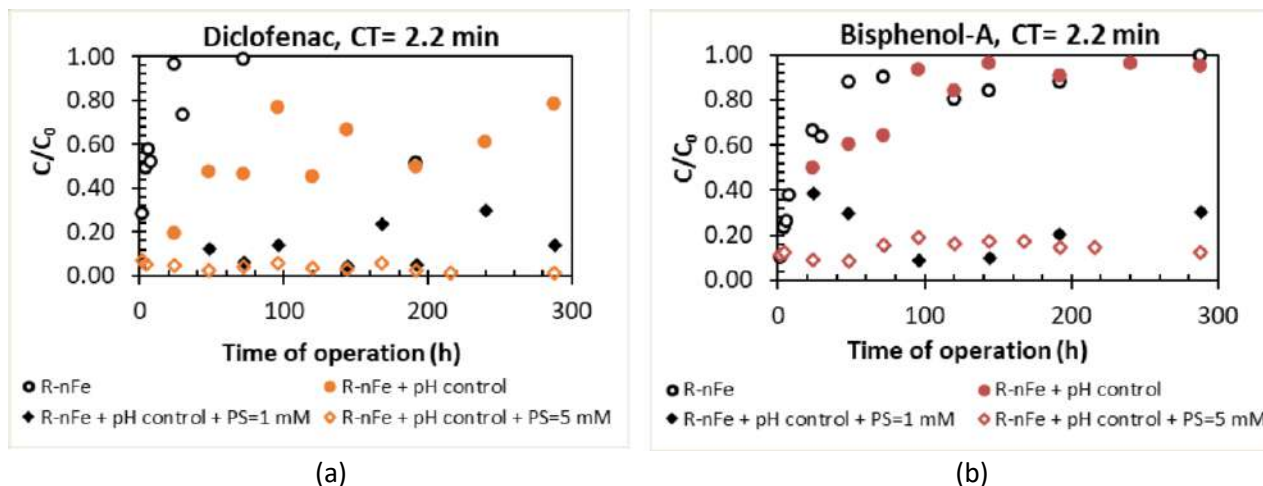 Diclofenac, CT= 2.2 min
C/C₀
1.00
0.80
0.60
0.40
0.20
0.00
0 100 200 300
Time of operation (h)
R-nFe R-nFe + pH control
R-nFe + pH control + PS=1 mM R-nFe + pH control + PS=5 mM
(a)
Bisphenol-A, CT= 2.2 min
C/C₀
1.00
0.80
0.60
0.40
0.20
0.00
0 100 200 300
Time of operation (h)
R-nFe R-nFe + pH control
R-nFe + pH control + PS=1 mM R-nFe + pH control + PS=5 mM
(b)